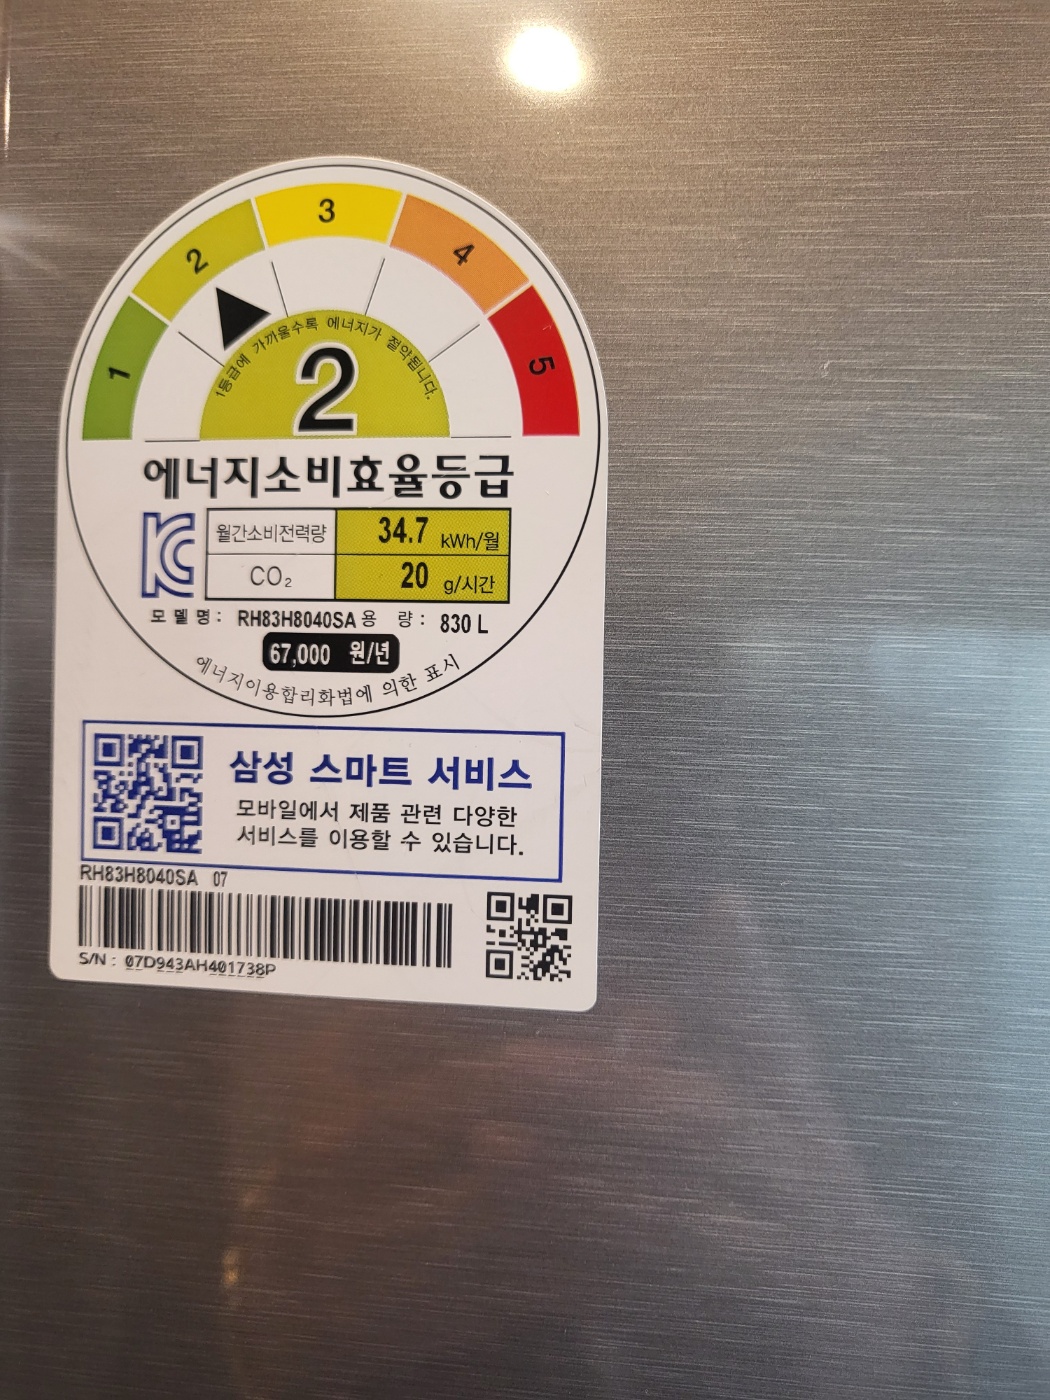 1
2
3
4
5
1등급에 가까울수록 에너지가 절약됩니다.
2
에너지소비효율등급
KC
월간소비전력량 34.7 kWh/월
CO₂ 20 g/시간
모델명: RH83H8040SA 용 량: 830 L
67,000 원/년
에너지이용합리화법에 의한 표시
삼성 스마트 서비스
모바일에서 제품 관련 다양한
서비스를 이용할 수 있습니다.
RH83H8040SA 07
S/N : 07D943AH401738P